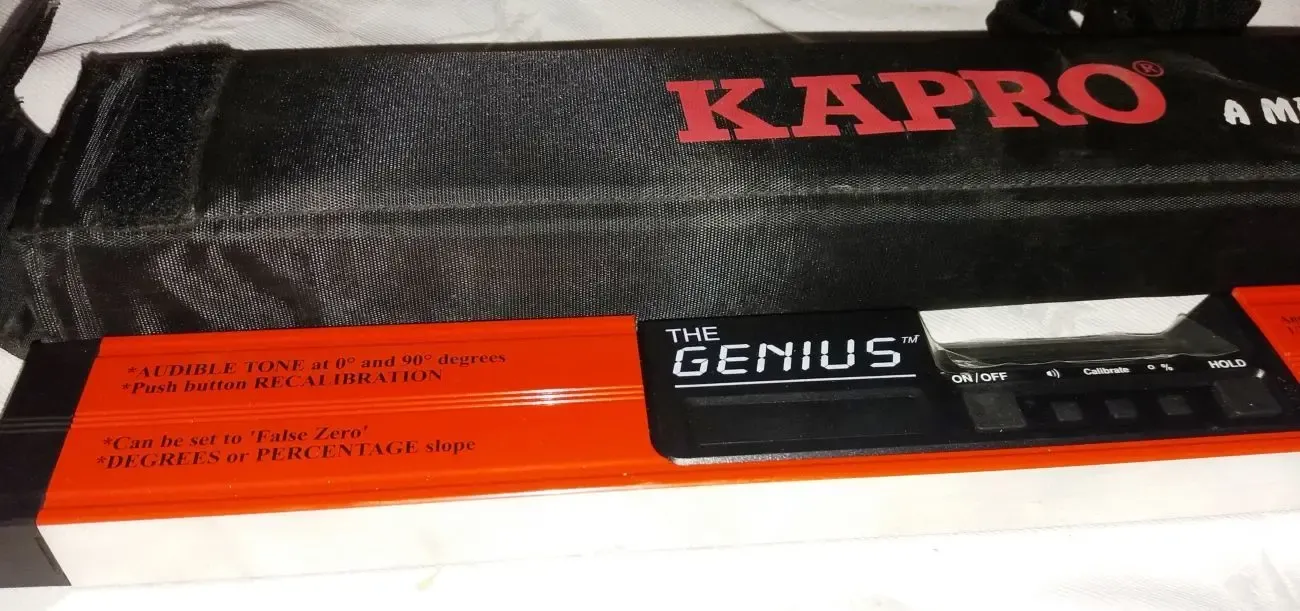 KAPRO®
A
*AUDIBLE TONE at 0° and 90° degrees
*Push button RECALIBRATION
*Can be set to 'False Zero'
*DEGREES or PERCENTAGE slope
THE
GENIUS™
ON/OFF Calibrate ° % HOLD